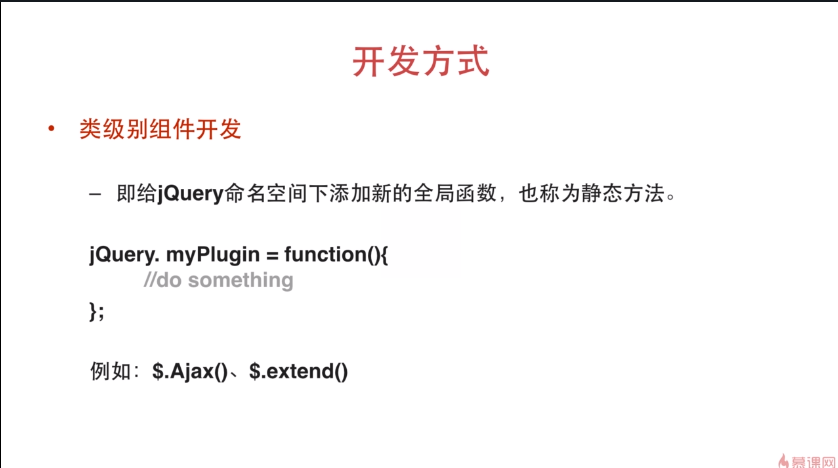 开发方式
• 类级别组件开发
– 即给jQuery命名空间下添加新的全局函数，也称为静态方法。
jQuery. myPlugin = function(){
//do something
};
例如：$.Ajax()、$.extend()
慕课网